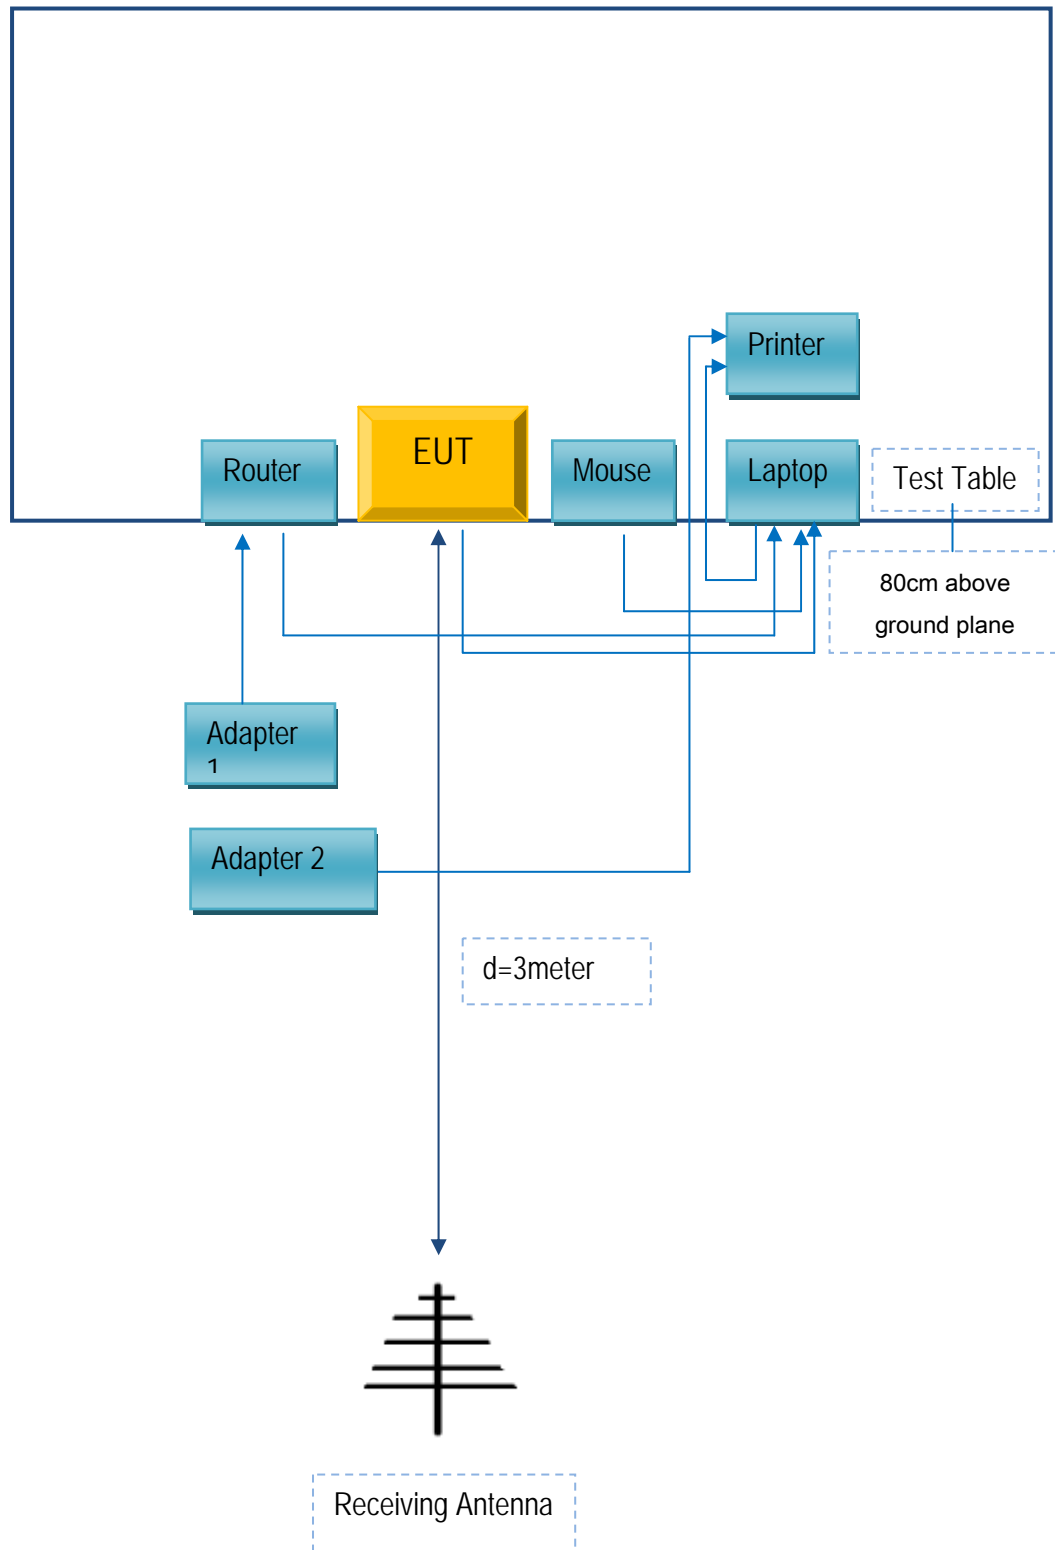 Printer
EUT
Router
Mouse
Laptop
Test Table
80cm above
ground plane
Adapter
1
Adapter 2
d=3meter
Receiving Antenna